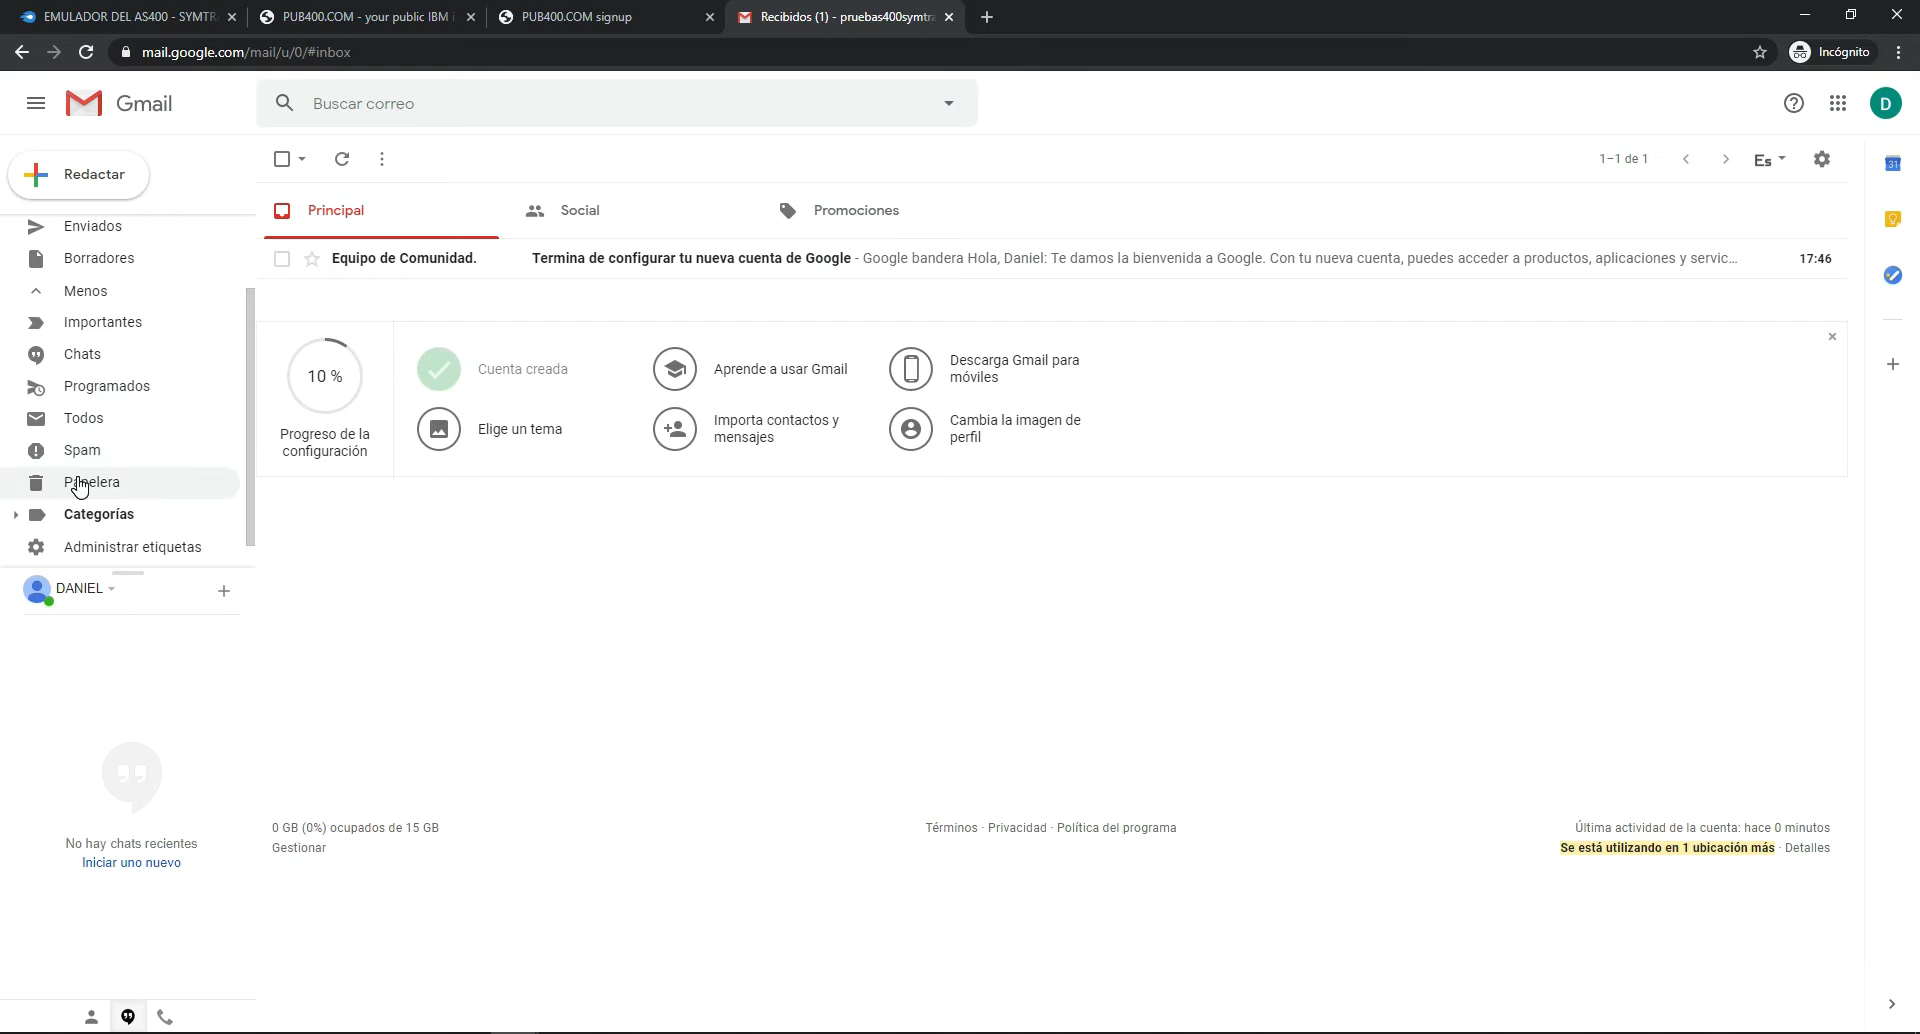 EMULADOR DEL AS400 - SYMTR
PUB400.COM - your public IBM i
PUB400.COM signup
Recibidos (1) - pruebas400symtra
mail.google.com/mail/u/0/#inbox
Incógnito
Gmail
Buscar correo
D
Redactar
1–1 de 1
Es
31
Principal
Social
Promociones
Enviados
Borradores
Menos
Importantes
Chats
Programados
Todos
Spam
Papelera
Categorías
Administrar etiquetas
Equipo de Comunidad.
Termina de configurar tu nueva cuenta de Google - Google bandera Hola, Daniel: Te damos la bienvenida a Google. Con tu nueva cuenta, puedes acceder a productos, aplicaciones y servic...
17:46
10 %
Progreso de la
configuración
Cuenta creada
Aprende a usar Gmail
Descarga Gmail para
móviles
Elige un tema
Importa contactos y
mensajes
Cambia la imagen de
perfil
DANIEL
No hay chats recientes
Iniciar uno nuevo
0 GB (0%) ocupados de 15 GB
Gestionar
Términos · Privacidad · Política del programa
Última actividad de la cuenta: hace 0 minutos
Se está utilizando en 1 ubicación más · Detalles